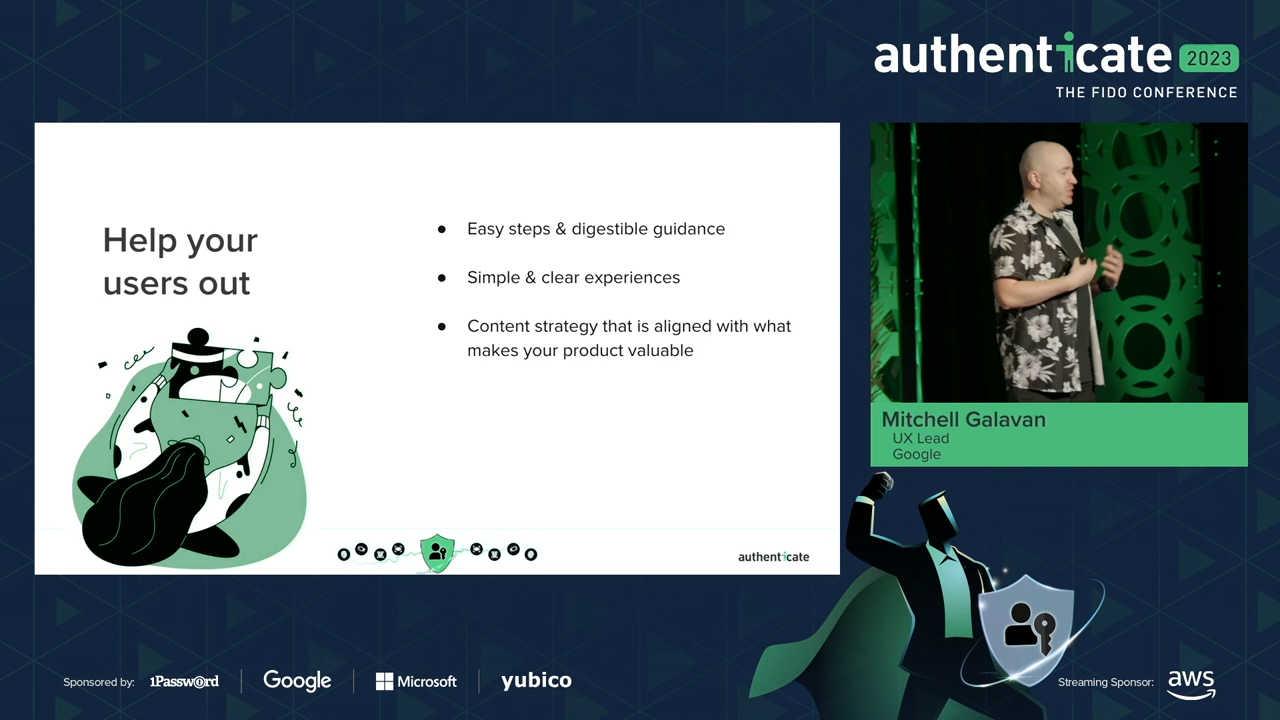 authenticate 2023
THE FIDO CONFERENCE
Help your
users out
● Easy steps & digestible guidance
● Simple & clear experiences
● Content strategy that is aligned with what
makes your product valuable
authenticate
Mitchell Galavan
UX Lead
Google
Sponsored by: 1Password Google Microsoft yubico
Streaming Sponsor: aws